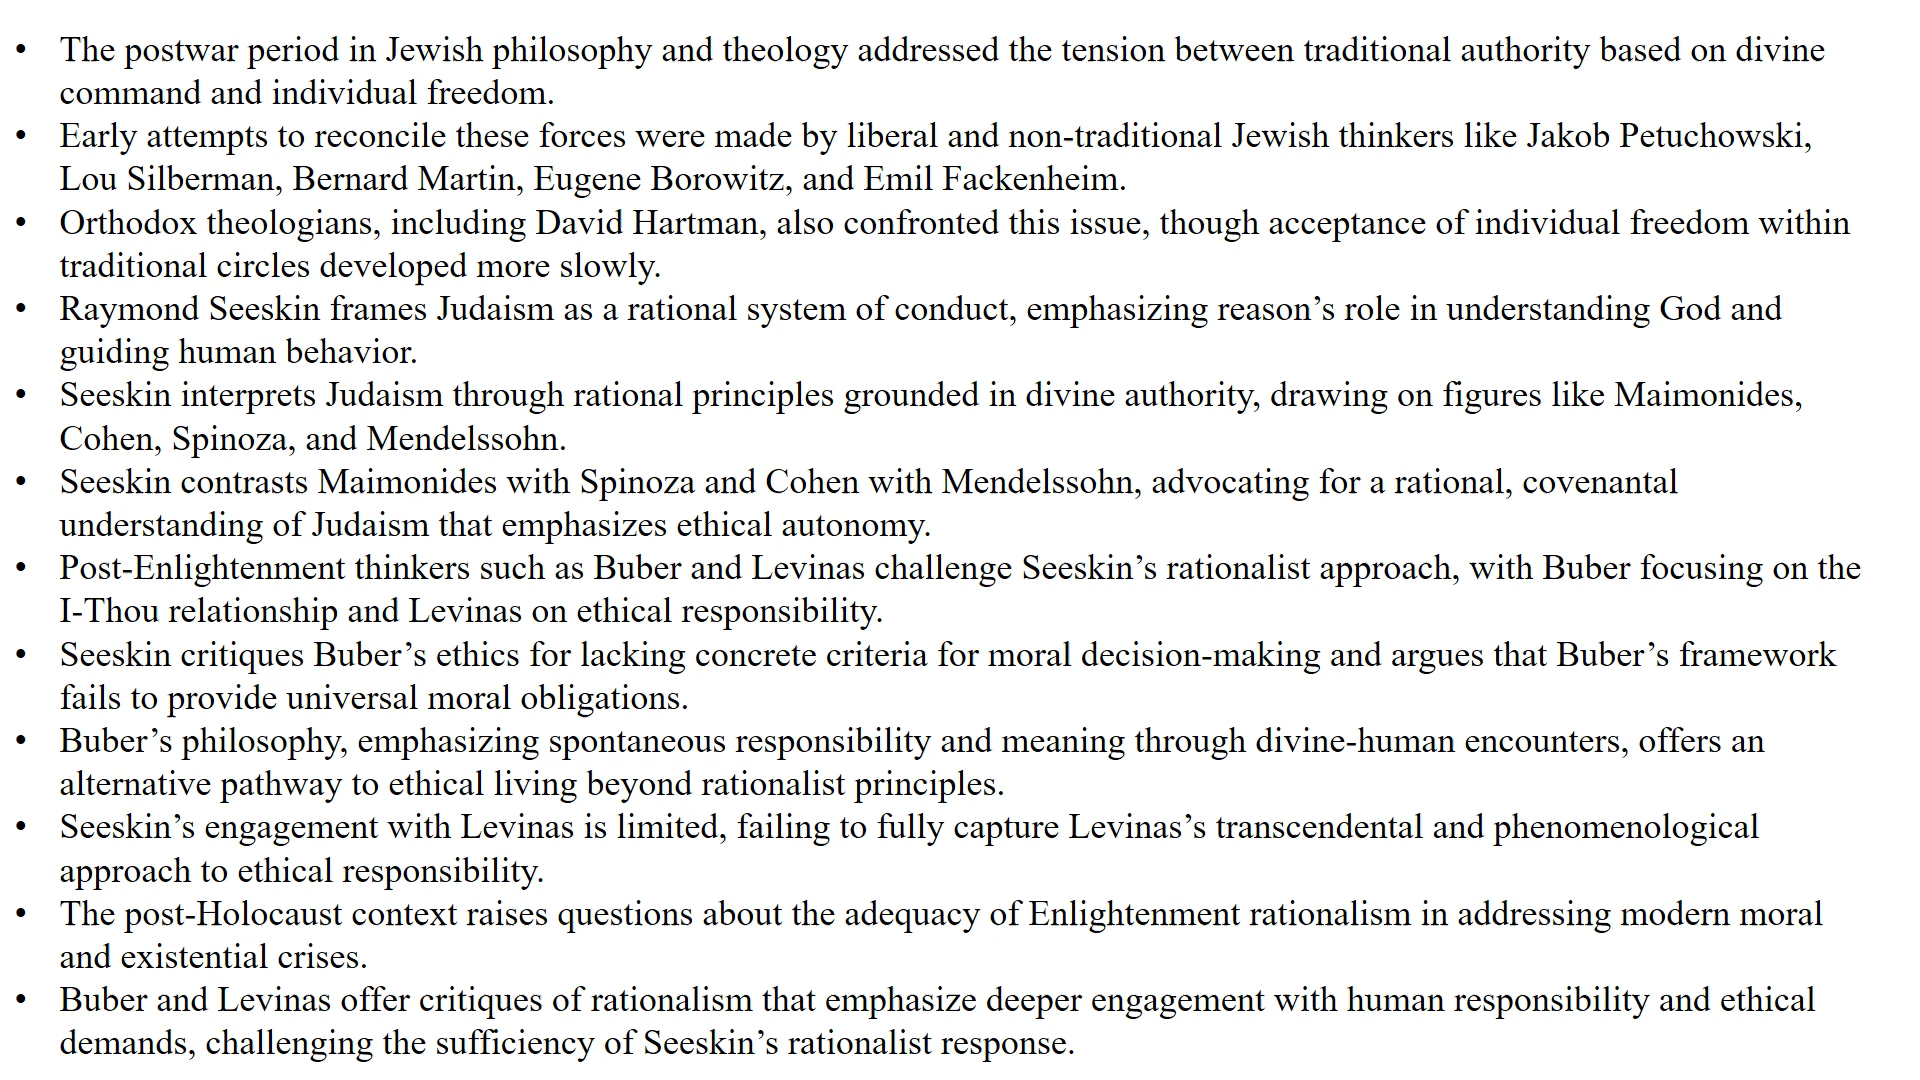 • The postwar period in Jewish philosophy and theology addressed the tension between traditional authority based on divine
command and individual freedom.
• Early attempts to reconcile these forces were made by liberal and non-traditional Jewish thinkers like Jakob Petuchowski,
Lou Silberman, Bernard Martin, Eugene Borowitz, and Emil Fackenheim.
• Orthodox theologians, including David Hartman, also confronted this issue, though acceptance of individual freedom within
traditional circles developed more slowly.
• Raymond Seeskin frames Judaism as a rational system of conduct, emphasizing reason’s role in understanding God and
guiding human behavior.
• Seeskin interprets Judaism through rational principles grounded in divine authority, drawing on figures like Maimonides,
Cohen, Spinoza, and Mendelssohn.
• Seeskin contrasts Maimonides with Spinoza and Cohen with Mendelssohn, advocating for a rational, covenantal
understanding of Judaism that emphasizes ethical autonomy.
• Post-Enlightenment thinkers such as Buber and Levinas challenge Seeskin’s rationalist approach, with Buber focusing on the
I-Thou relationship and Levinas on ethical responsibility.
• Seeskin critiques Buber’s ethics for lacking concrete criteria for moral decision-making and argues that Buber’s framework
fails to provide universal moral obligations.
• Buber’s philosophy, emphasizing spontaneous responsibility and meaning through divine-human encounters, offers an
alternative pathway to ethical living beyond rationalist principles.
• Seeskin’s engagement with Levinas is limited, failing to fully capture Levinas’s transcendental and phenomenological
approach to ethical responsibility.
• The post-Holocaust context raises questions about the adequacy of Enlightenment rationalism in addressing modern moral
and existential crises.
• Buber and Levinas offer critiques of rationalism that emphasize deeper engagement with human responsibility and ethical
demands, challenging the sufficiency of Seeskin’s rationalist response.